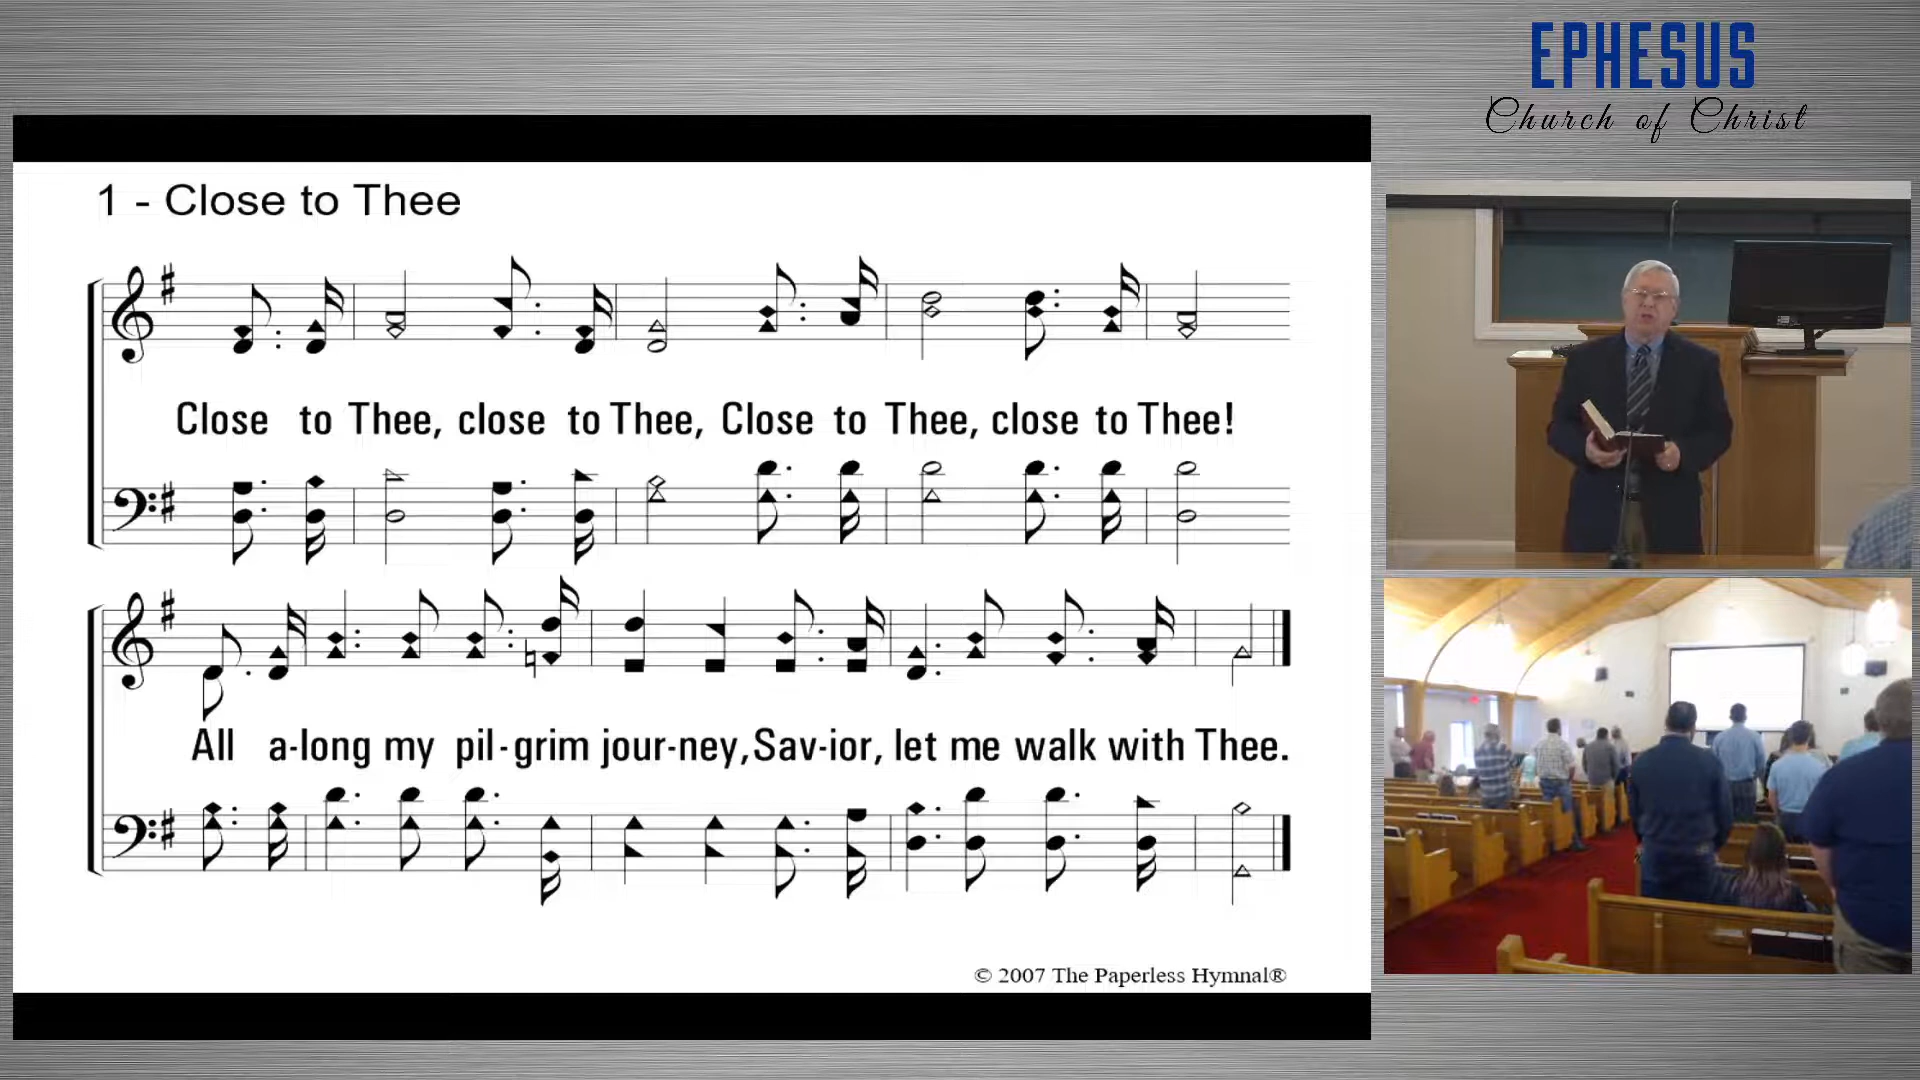 EPHESUS
Church of Christ
1 - Close to Thee
Close to Thee, close to Thee, Close to Thee, close to Thee!
All a-long my pil-grim jour-ney, Sav-ior, let me walk with Thee.
© 2007 The Paperless Hymnal®